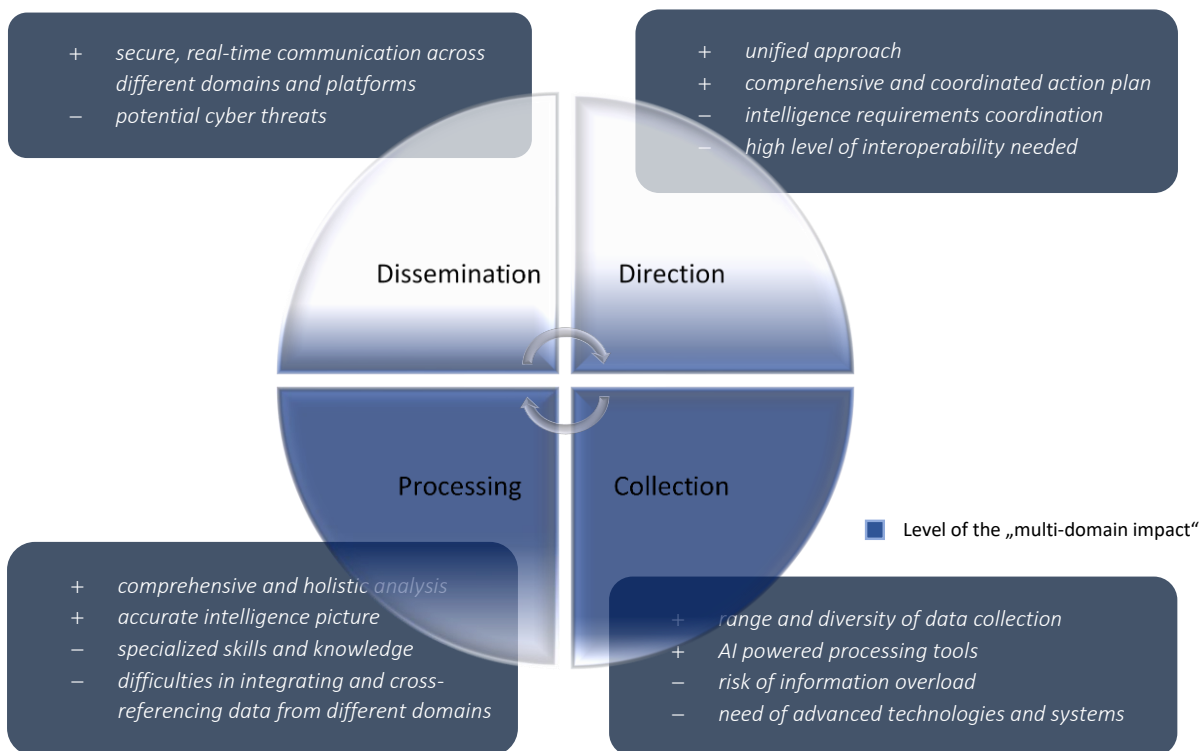 + secure, real-time communication across
different domains and platforms
– potential cyber threats
+ unified approach
+ comprehensive and coordinated action plan
– intelligence requirements coordination
– high level of interoperability needed
Dissemination
Direction
Processing
Collection
Level of the „multi-domain impact“
+ comprehensive and holistic analysis
+ accurate intelligence picture
– specialized skills and knowledge
– difficulties in integrating and cross-
referencing data from different domains
+ range and diversity of data collection
+ AI powered processing tools
– risk of information overload
– need of advanced technologies and systems